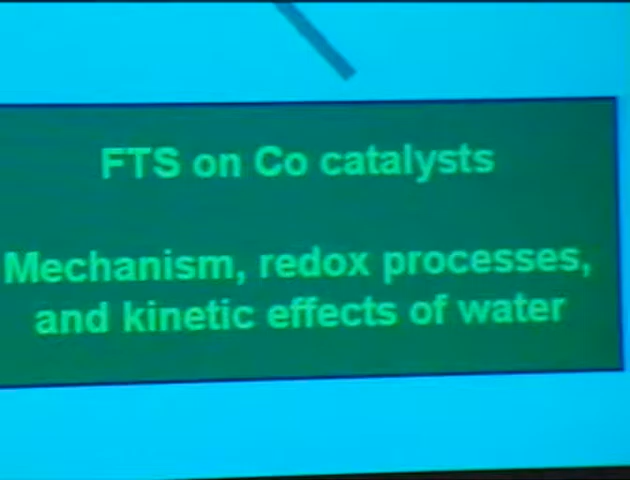 FTS on Co catalysts
Mechanism, redox processes,
and kinetic effects of water